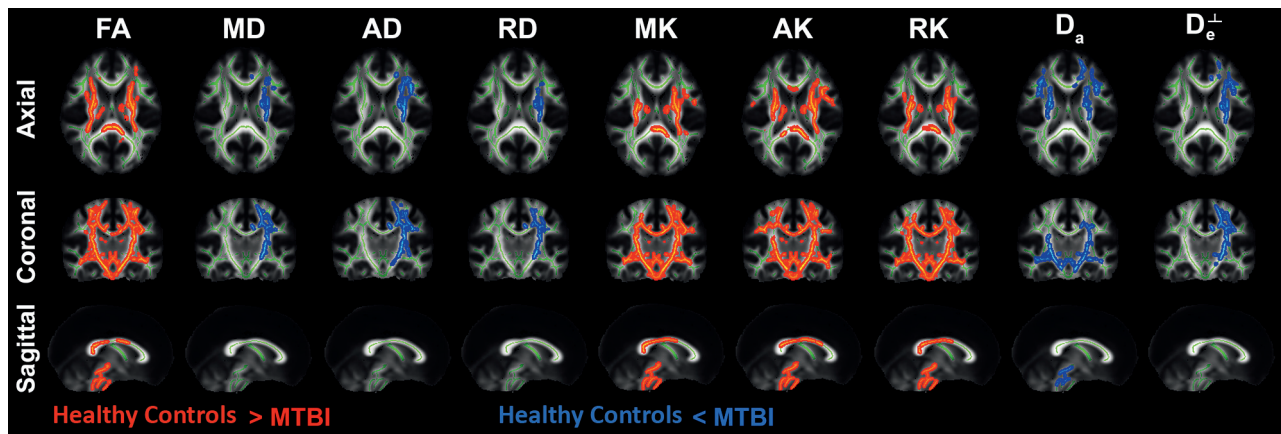 FA MD AD RD MK AK RK Dₐ Dₑ⊥
Axial
Coronal
Sagittal
Healthy Controls > MTBI
Healthy Controls < MTBI